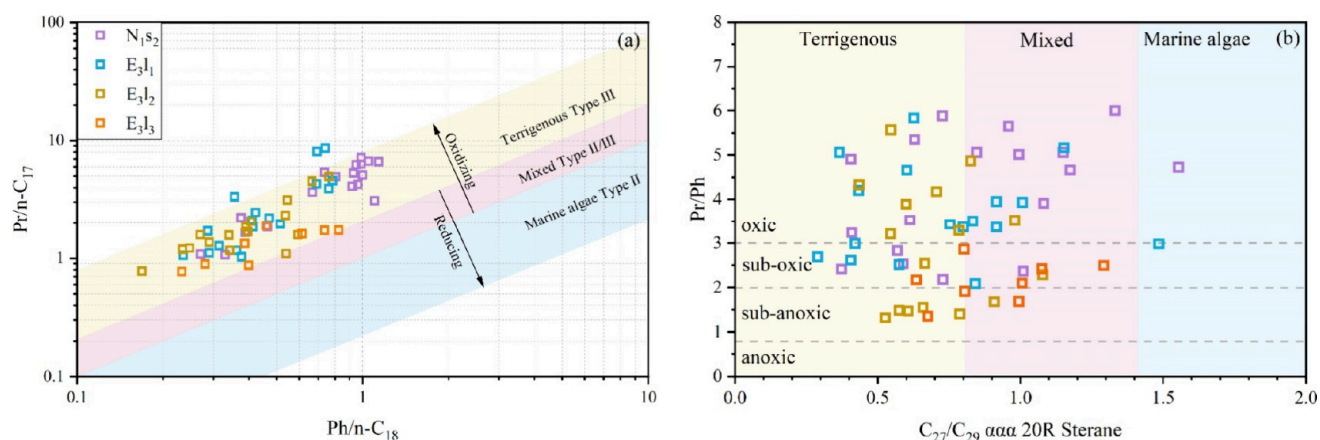 100
10
1
0.1
0.1
1
10
Pr/n-C₁₇
Ph/n-C₁₈
N₁s₂
E₃l₁
E₃l₂
E₃l₃
(a)
Terrigenous Type III
Oxidizing
Mixed Type II/III
Marine algae Type II
Reducing
8
7
6
5
4
3
2
1
0
0.0
0.5
1.0
1.5
2.0
Pr/Ph
C₂₇/C₂₉ ααα 20R Sterane
Terrigenous
Mixed
Marine algae
(b)
oxic
sub-oxic
sub-anoxic
anoxic